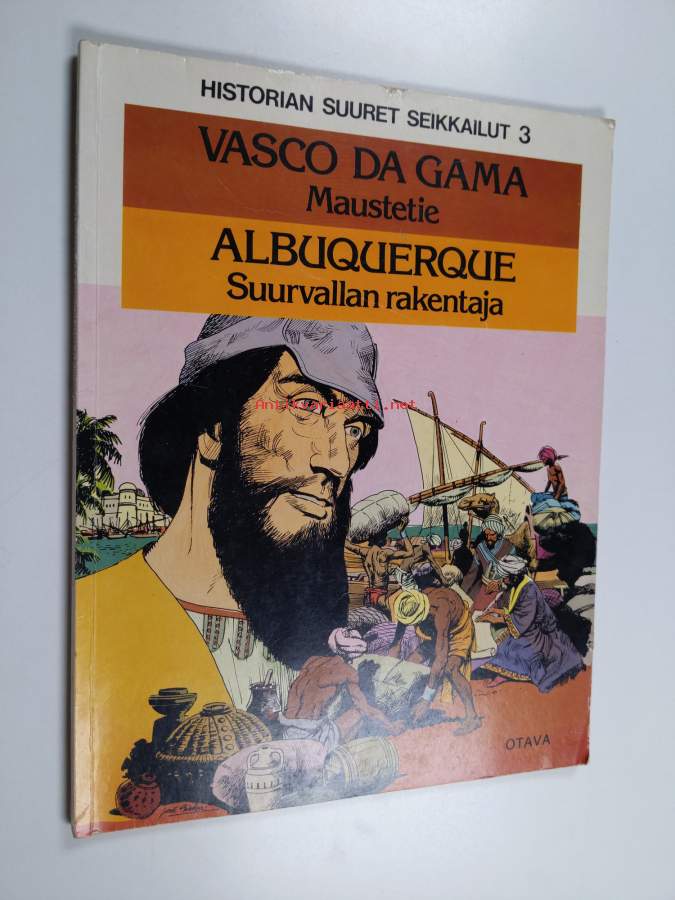 HISTORIAN SUURET SEIKKAILUT 3
VASCO DA GAMA
Maustetie
ALBUQUERQUE
Suurvallan rakentaja
Antikvariaatti.net
OTAVA